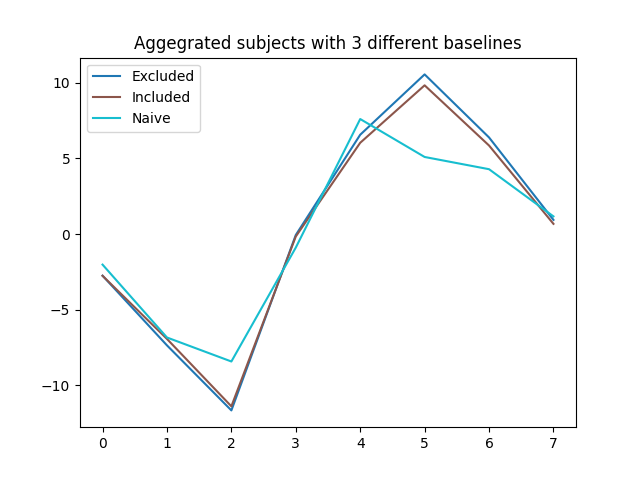 Aggegrated subjects with 3 different baselines
Excluded
Included
Naive
10
5
0
−5
−10
0 1 2 3 4 5 6 7